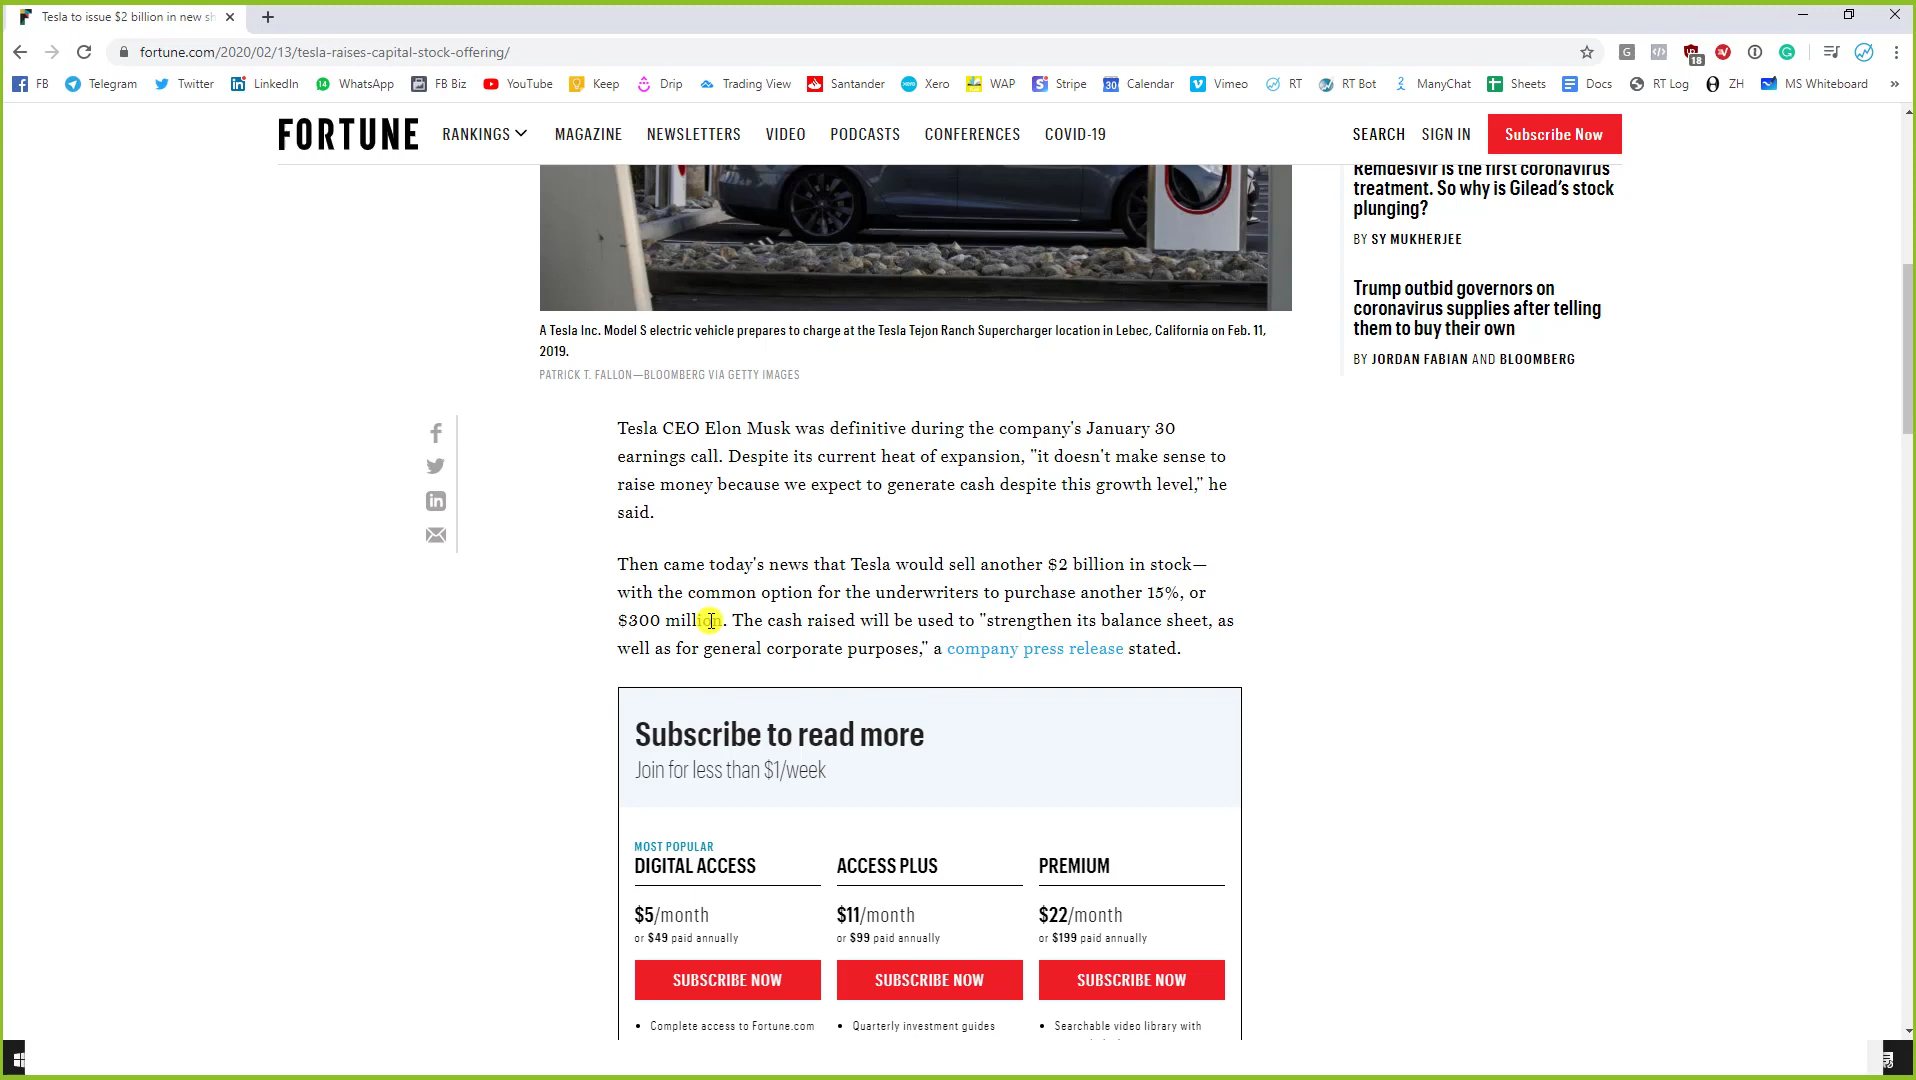 Tesla to issue $2 billion in new sh
fortune.com/2020/02/13/tesla-raises-capital-stock-offering/
18
FB Telegram Twitter LinkedIn 14 WhatsApp FB Biz YouTube Keep Drip Trading View Santander Xero WAP Stripe 30 Calendar Vimeo RT RT Bot ManyChat Sheets Docs RT Log ZH MS Whiteboard »
FORTUNE RANKINGS MAGAZINE NEWSLETTERS VIDEO PODCASTS CONFERENCES COVID-19 SEARCH SIGN IN Subscribe Now
Remdesivir is the first coronavirus
treatment. So why is Gilead's stock
plunging?
BY SY MUKHERJEE
Trump outbid governors on
coronavirus supplies after telling
them to buy their own
BY JORDAN FABIAN AND BLOOMBERG
A Tesla Inc. Model S electric vehicle prepares to charge at the Tesla Tejon Ranch Supercharger location in Lebec, California on Feb. 11,
2019.
PATRICK T. FALLON—BLOOMBERG VIA GETTY IMAGES
Tesla CEO Elon Musk was definitive during the company's January 30
earnings call. Despite its current heat of expansion, "it doesn't make sense to
raise money because we expect to generate cash despite this growth level," he
said.
Then came today's news that Tesla would sell another $2 billion in stock—
with the common option for the underwriters to purchase another 15%, or
$300 million. The cash raised will be used to "strengthen its balance sheet, as
well as for general corporate purposes," a company press release stated.
Subscribe to read more
Join for less than $1/week
MOST POPULAR
DIGITAL ACCESS
$5/month
or $49 paid annually
SUBSCRIBE NOW
• Complete access to Fortune.com
ACCESS PLUS
$11/month
or $99 paid annually
SUBSCRIBE NOW
• Quarterly investment guides
PREMIUM
$22/month
or $199 paid annually
SUBSCRIBE NOW
• Searchable video library with